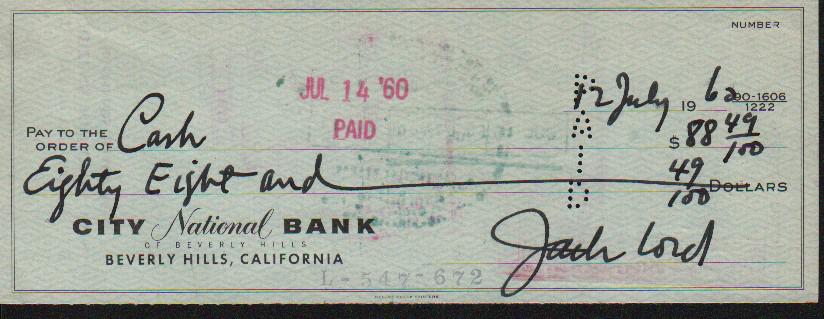 NUMBER
JUL 14 '60
PAID
12 July 1960
90-1606
1222
PAY TO THE
ORDER OF Cash
$88 49/100
Eighty Eight and 49/100 DOLLARS
CITY National BANK
OF BEVERLY HILLS
BEVERLY HILLS, CALIFORNIA
Jack Lord
L-547-672